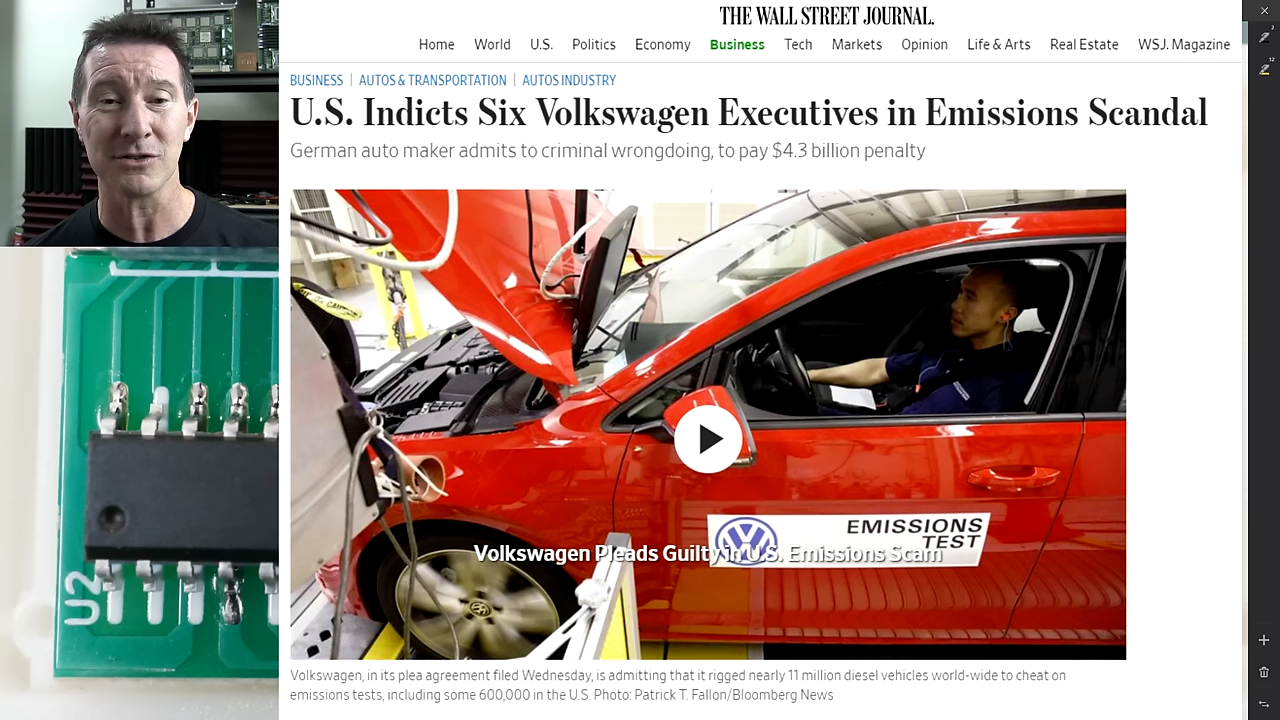 THE WALL STREET JOURNAL.
Home World U.S. Politics Economy Business Tech Markets Opinion Life & Arts Real Estate WSJ. Magazine
BUSINESS | AUTOS & TRANSPORTATION | AUTOS INDUSTRY
U.S. Indicts Six Volkswagen Executives in Emissions Scandal
German auto maker admits to criminal wrongdoing, to pay $4.3 billion penalty
EMISSIONS
TEST
Volkswagen Pleads Guilty in U.S. Emissions Scam
U2
Volkswagen, in its plea agreement filed Wednesday, is admitting that it rigged nearly 11 million diesel vehicles world-wide to cheat on
emissions tests, including some 600,000 in the U.S. Photo: Patrick T. Fallon/Bloomberg News